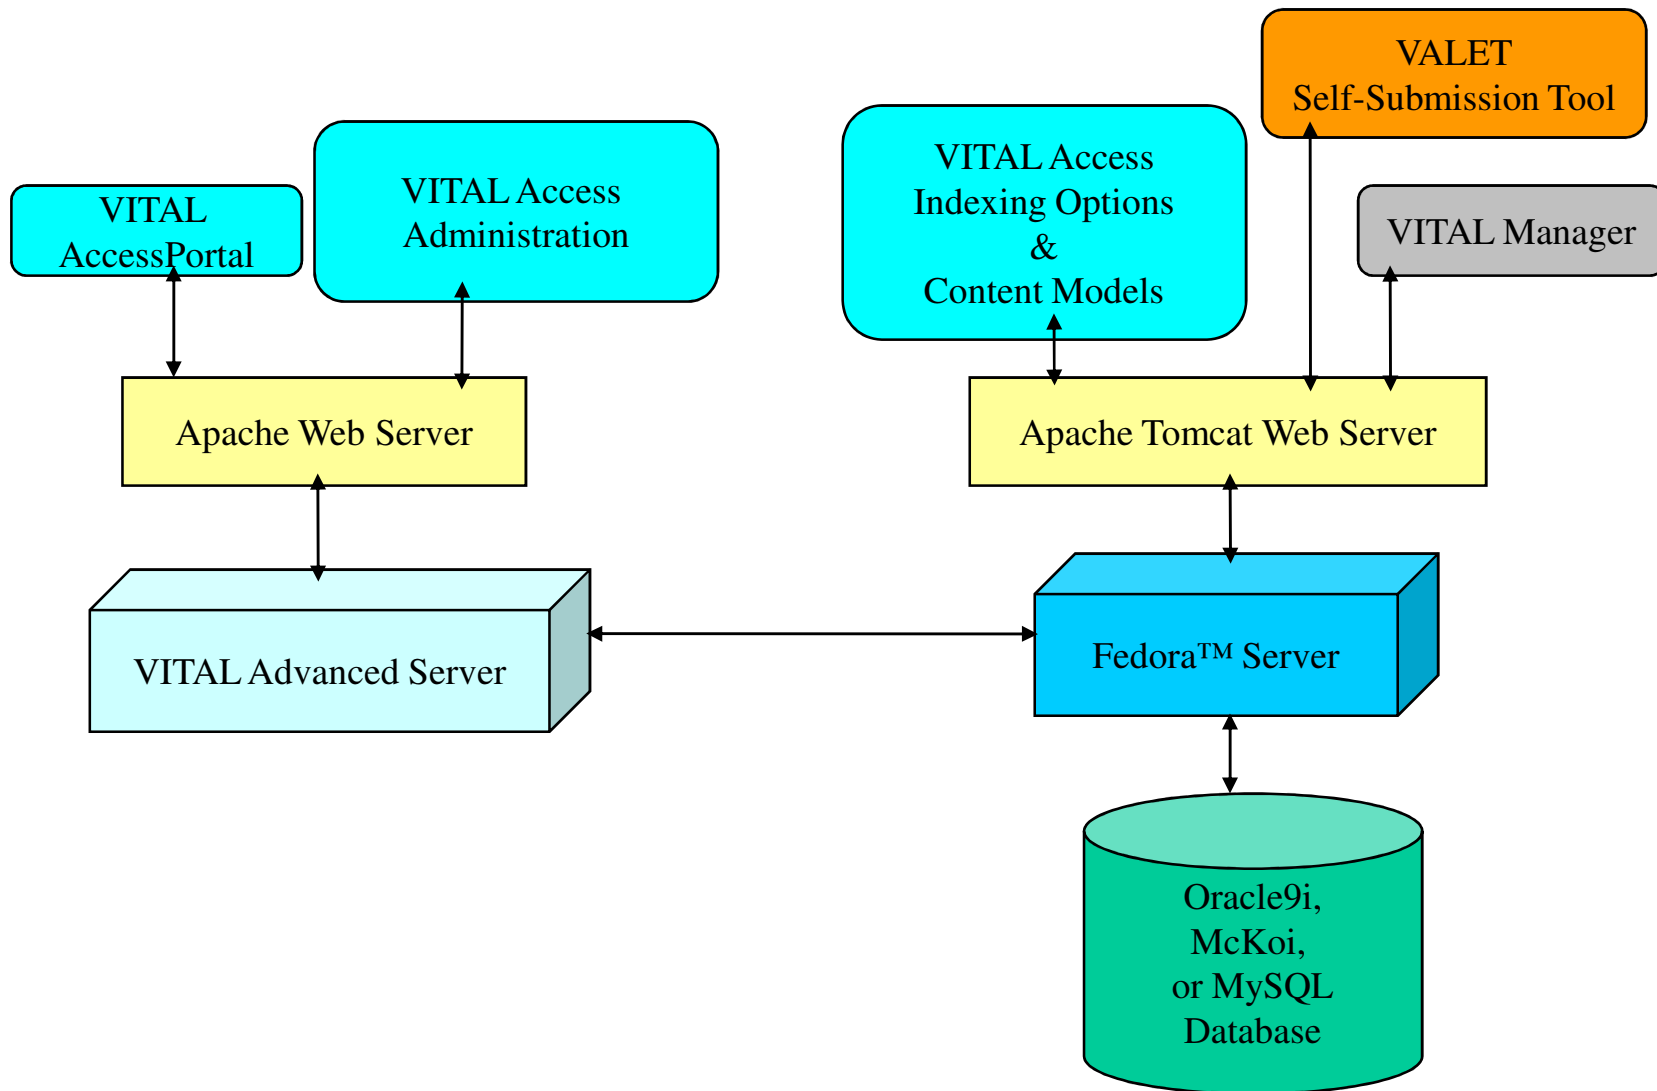 VALET
Self-Submission Tool
VITAL Access
Indexing Options
&
Content Models
VITAL Access
Administration
VITAL
AccessPortal
VITAL Manager
Apache Web Server
Apache Tomcat Web Server
VITAL Advanced Server
Fedora™ Server
Oracle9i,
McKoi,
or MySQL
Database